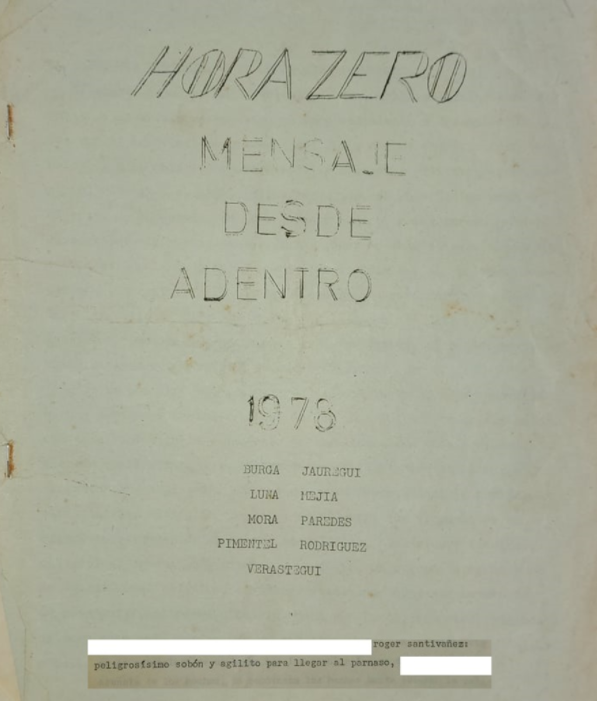 HORA ZERO
MENSAJE
DESDE
ADENTRO
1978
BURGA JAUREGUI
LUNA MEJIA
MORA PAREDES
PIMENTEL RODRIGUEZ
VERASTEGUI
roger santivañez:
peligrosísimo sobón y agilito para llegar al parnaso,